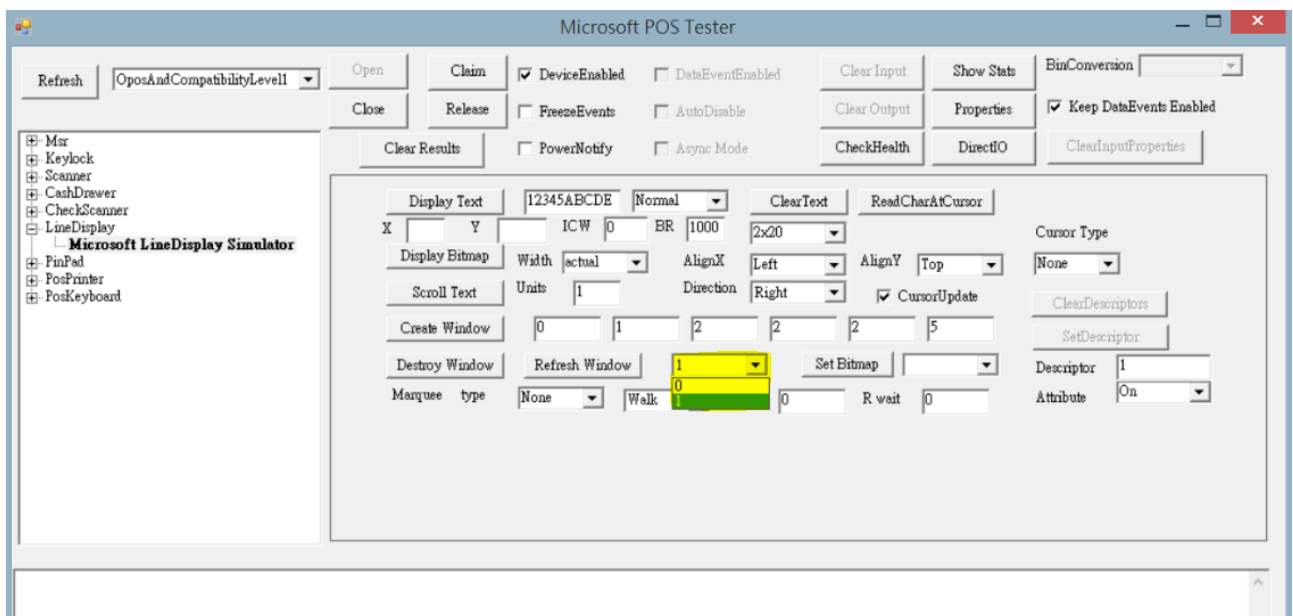 Microsoft POS Tester
Refresh OposAndCompatibilityLevel1 Open Claim DeviceEnabled DataEventEnabled Clear Input Show Stats BinConversion
Close Release FreezeEvents AutoDisable Clear Output Properties Keep DataEvents Enabled
Clear Results PowerNotify Async Mode CheckHealth DirectIO ClearInputProperties
Msr
Keylock
Scanner
CashDrawer
CheckScanner
LineDisplay
Microsoft LineDisplay Simulator
PinPad
PosPrinter
PosKeyboard
Display Text 12345ABCDE Normal ClearText ReadCharAtCursor
X Y ICW 0 BR 1000 2x20 Cursor Type
Display Bitmap Width actual AlignX Left AlignY Top None
Scroll Text Units 1 Direction Right CursorUpdate ClearDescriptors
Create Window 0 1 2 2 2 5 SetDescriptor
Destroy Window Refresh Window 1 Set Bitmap Descriptor 1
0
Marquee type None Walk 1 0 R wait 0 Attribute On